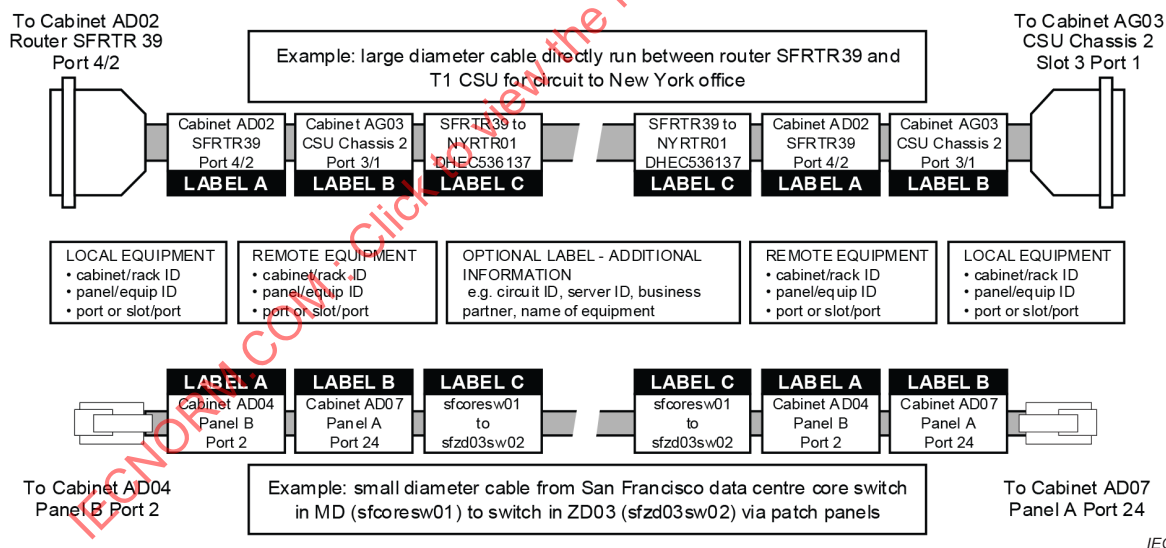 To Cabinet AD02
Router SFRTR 39
Port 4/2
Example: large diameter cable directly run between router SFRTR39 and
T1 CSU for circuit to New York office
To Cabinet AG03
CSU Chassis 2
Slot 3 Port 1
Cabinet AD02
SFRTR39
Port 4/2
LABEL A
Cabinet AG03
CSU Chassis 2
Port 3/1
LABEL B
SFRTR39 to
NYRTR01
DHEC536137
LABEL C
SFRTR39 to
NYRTR01
DHEC536137
LABEL C
Cabinet AD02
SFRTR39
Port 4/2
LABEL A
Cabinet AG03
CSU Chassis 2
Port 3/1
LABEL B
LOCAL EQUIPMENT
• cabinet/rack ID
• panel/equip ID
• port or slot/port
REMOTE EQUIPMENT
• cabinet/rack ID
• panel/equip ID
• port or slot/port
OPTIONAL LABEL - ADDITIONAL
INFORMATION
e.g. circuit ID, server ID, business
partner, name of equipment
REMOTE EQUIPMENT
• cabinet/rack ID
• panel/equip ID
• port or slot/port
LOCAL EQUIPMENT
• cabinet/rack ID
• panel/equip ID
• port or slot/port
LABEL A
Cabinet AD04
Panel B
Port 2
LABEL B
Cabinet AD07
Panel A
Port 24
LABEL C
sfcoresw01
to
sfzd03sw02
LABEL C
sfcoresw01
to
sfzd03sw02
LABEL A
Cabinet AD04
Panel B
Port 2
LABEL B
Cabinet AD07
Panel A
Port 24
To Cabinet AD04
Panel B Port 2
Example: small diameter cable from San Francisco data centre core switch
in MD (sfcoresw01) to switch in ZD03 (sfzd03sw02) via patch panels
To Cabinet AD07
Panel A Port 24
IEC
IECNORM.COM : Click to view the